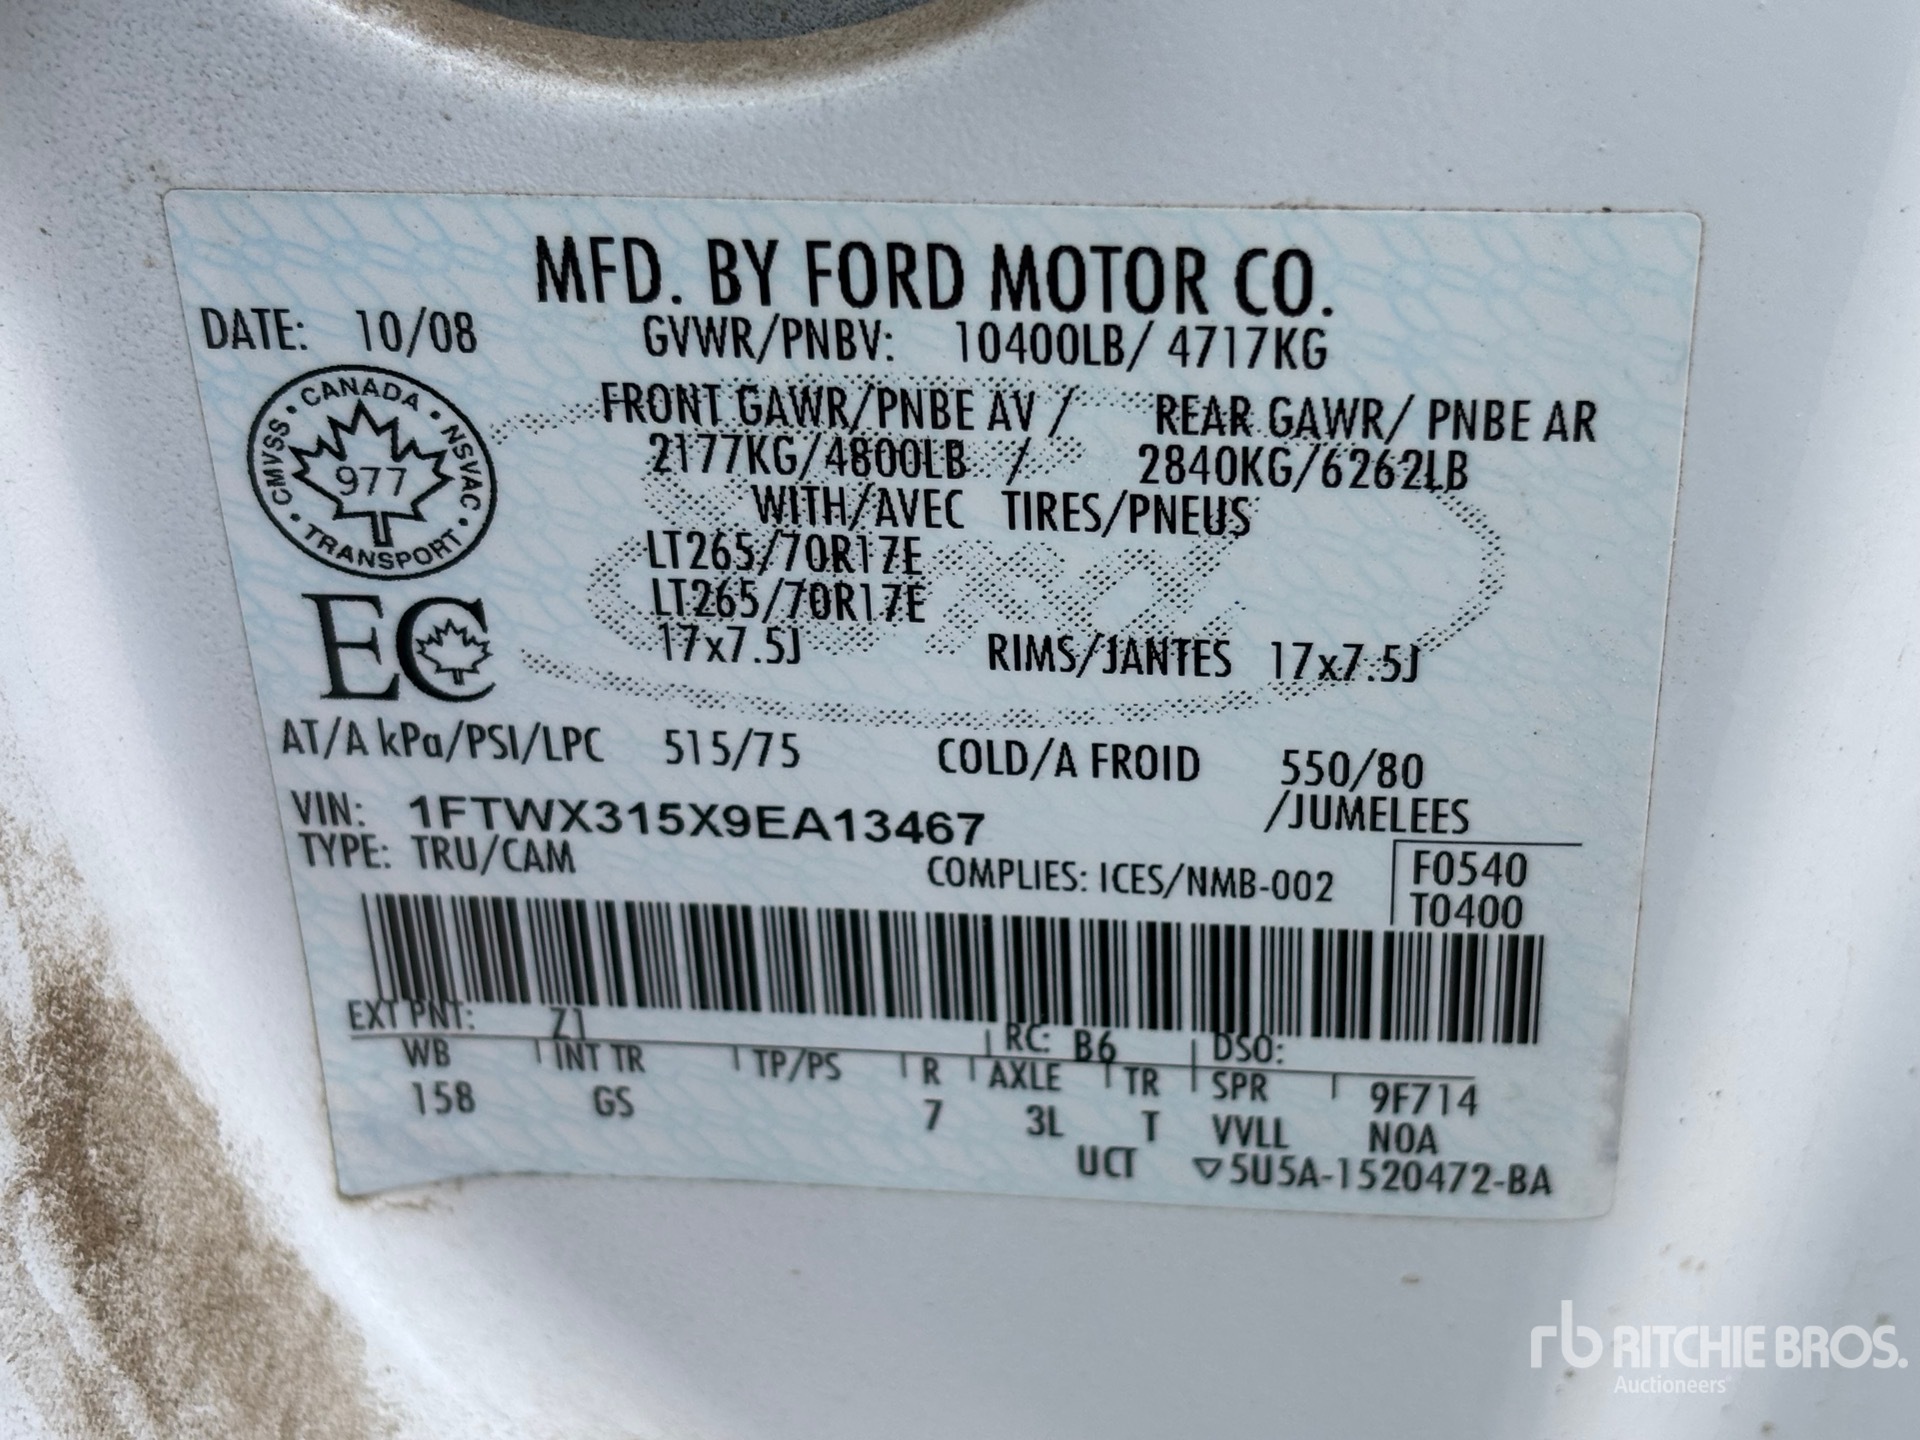 MFD. BY FORD MOTOR CO.
DATE: 10/08 GVWR/PNBV: 10400LB/ 4717KG
FRONT GAWR/PNBE AV / REAR GAWR/ PNBE AR
2177KG/4800LB / 2840KG/6262LB
WITH/AVEC TIRES/PNEUS
LT265/70R17E
LT265/70R17E
17x7.5J RIMS/JANTES 17x7.5J
CANADA • NSVAC • TRANSPORT • CMVSS •
977
EC
AT/A kPa/PSI/LPC 515/75 COLD/A FROID 550/80
/JUMELEES
VIN: 1FTWX315X9EA13467
TYPE: TRU/CAM COMPLIES: ICES/NMB-002
F0540
T0400
EXT PNT: Z1 RC: B6 DSO:
WB INT TR TP/PS R AXLE TR SPR 9F714
158 GS 7 3L T VVLL N0A
UCT ▽5U5A-1520472-BA
rb RITCHIE BROS.
Auctioneers